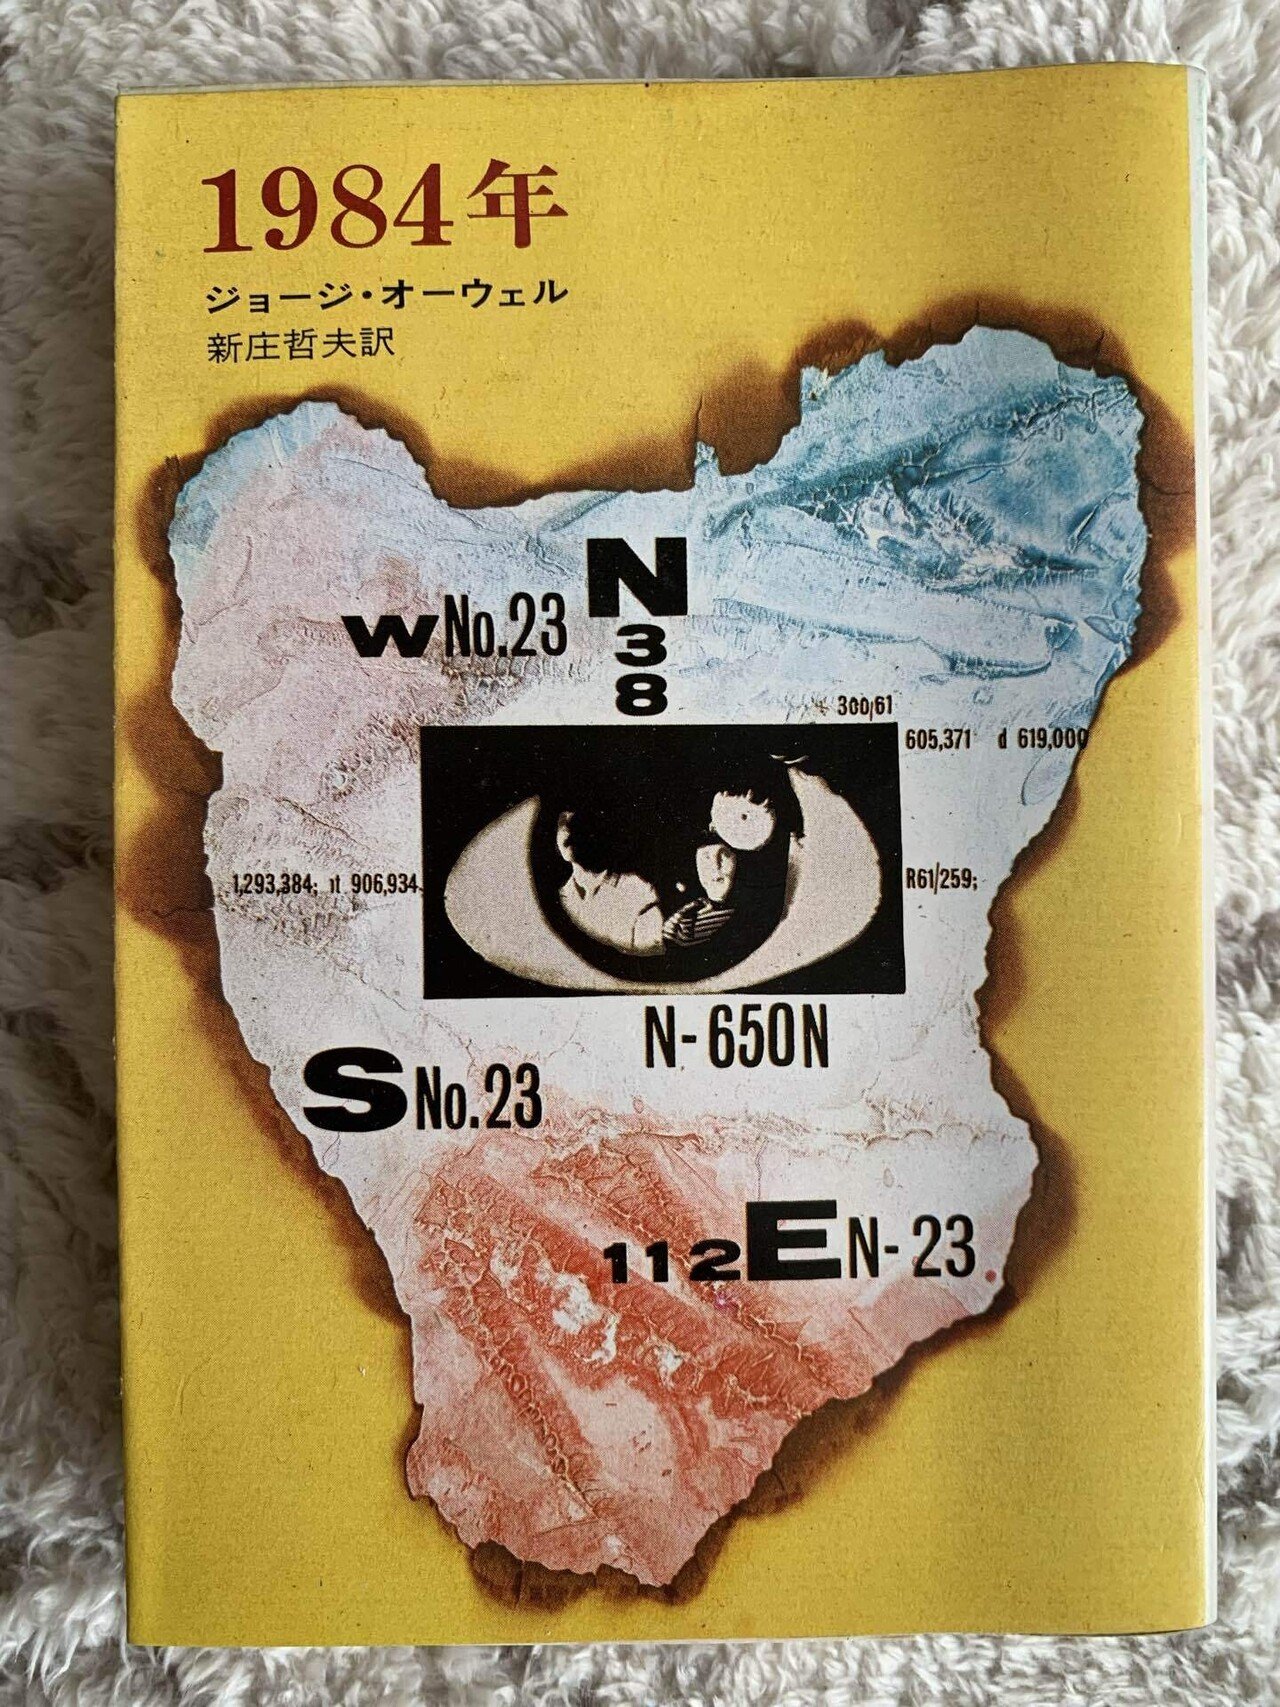 1984年
ジョージ・オーウェル
新庄哲夫訳
N
W No.23
38
300/61
605,371 d 619,000
1,293,384; 1t 906,934
R61/259;
N-650N
S No.23
112EN-23